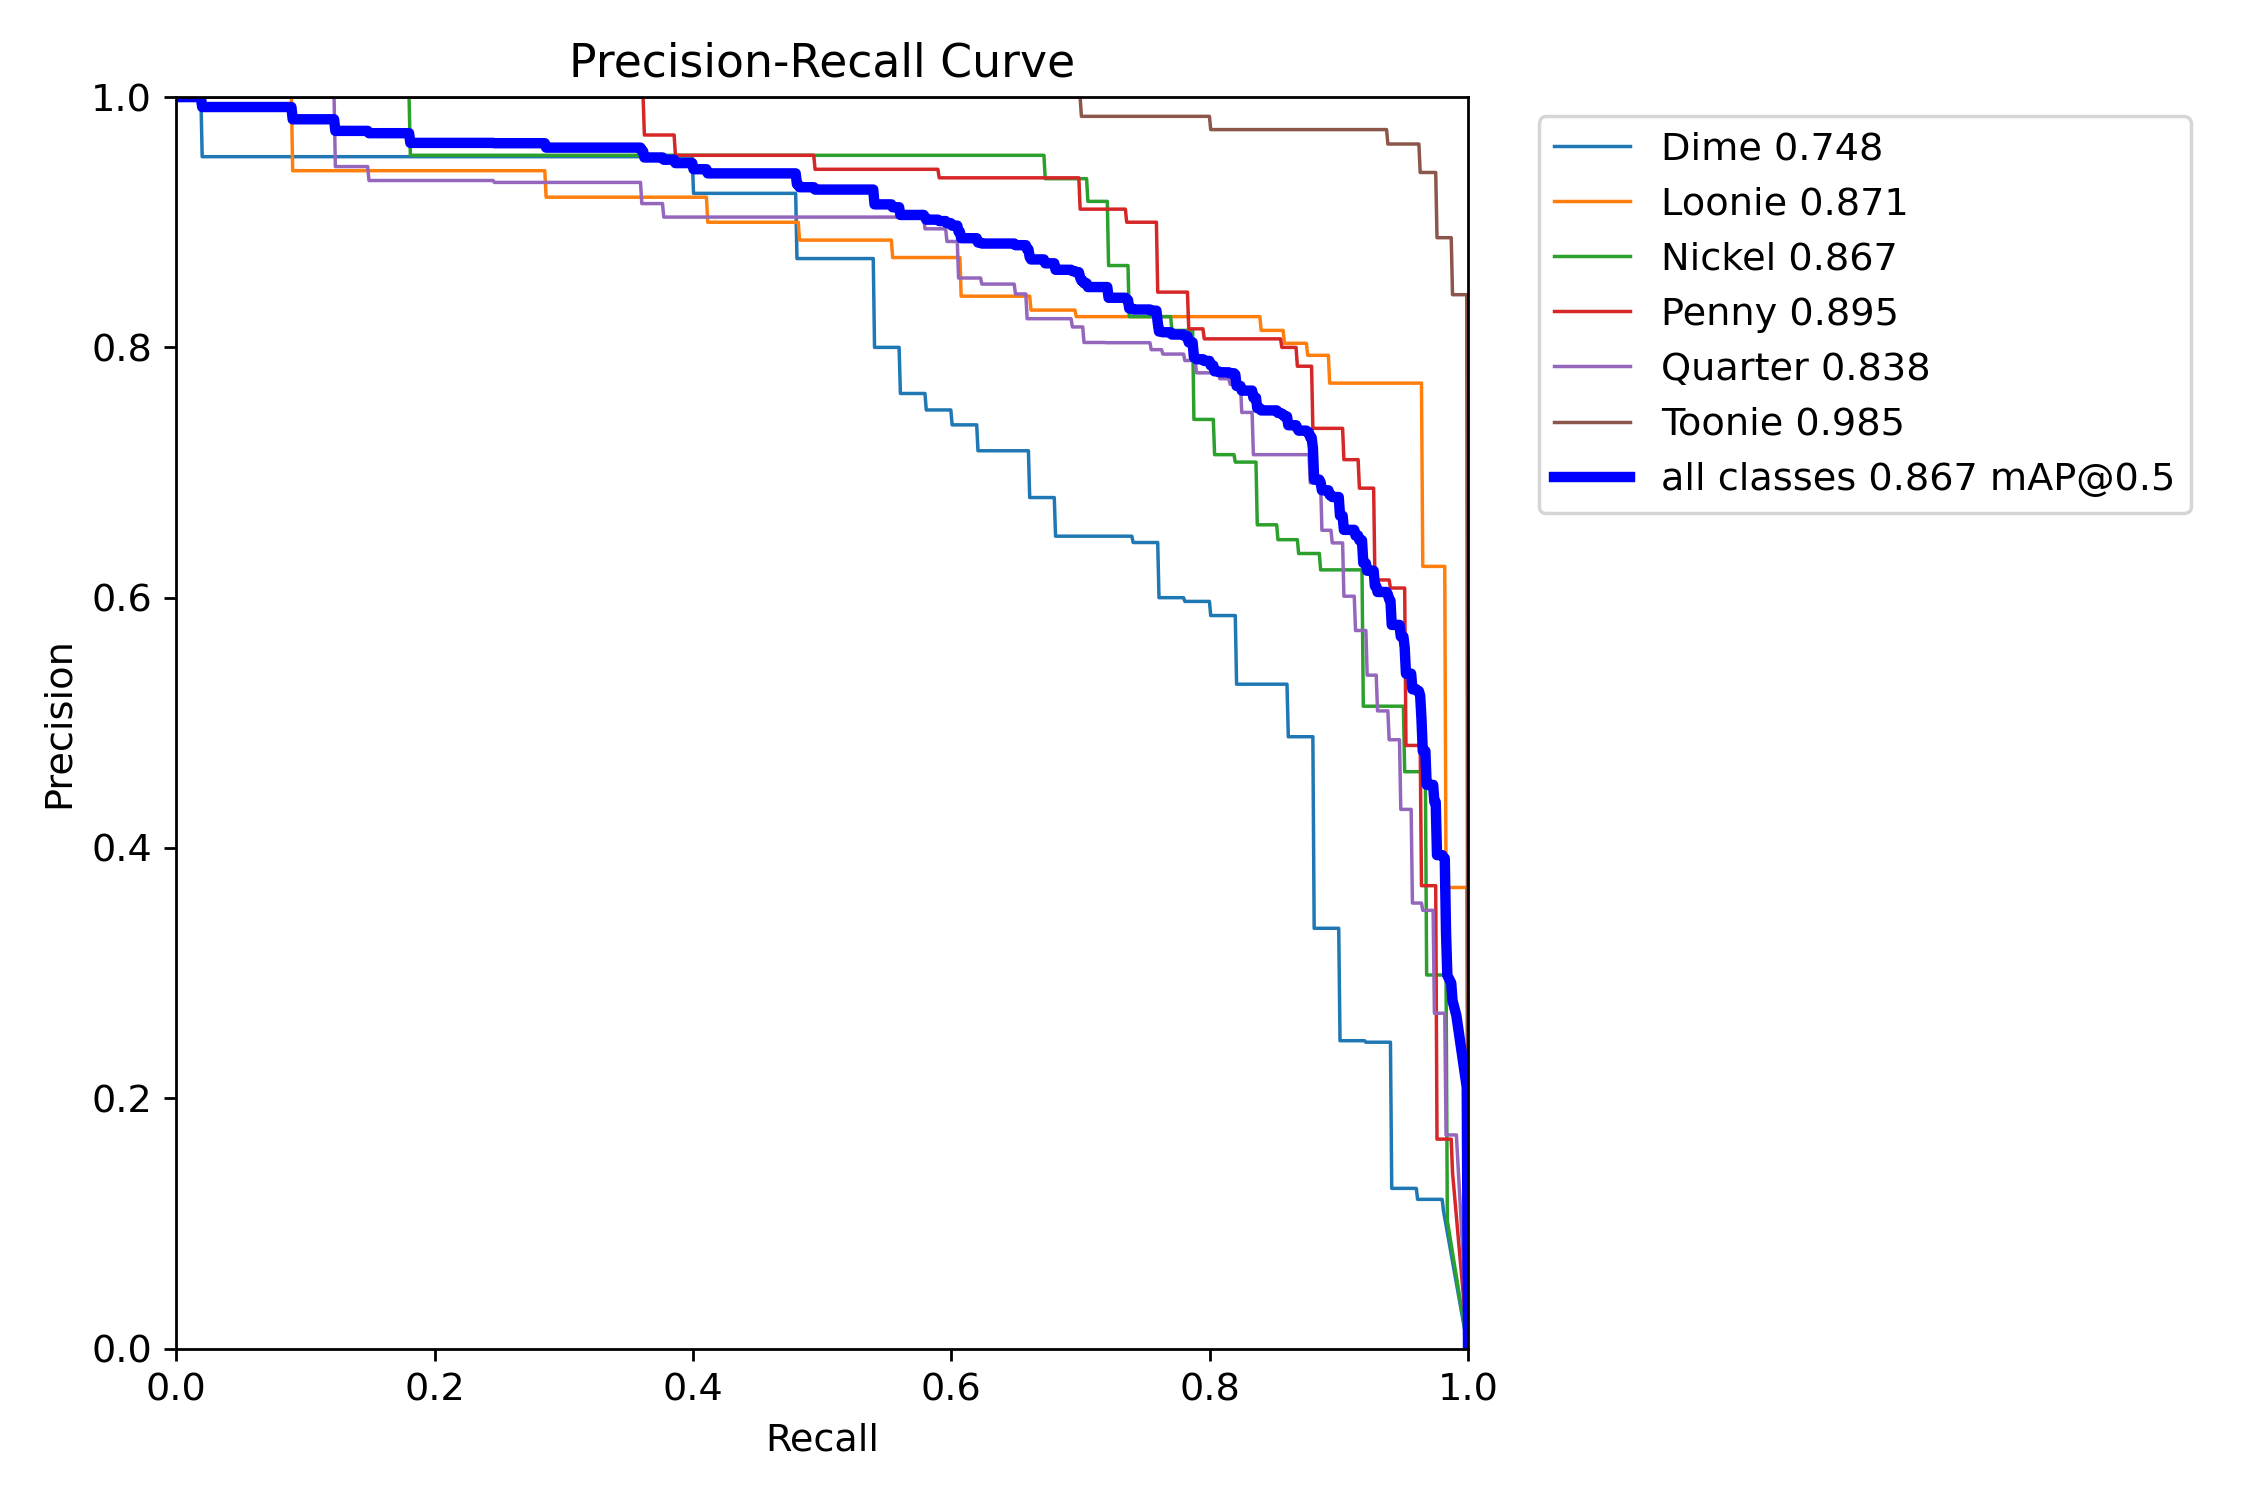 Precision-Recall Curve
1.0
0.8
0.6
0.4
0.2
0.0
Precision
0.0 0.2 0.4 0.6 0.8 1.0
Recall
Dime 0.748
Loonie 0.871
Nickel 0.867
Penny 0.895
Quarter 0.838
Toonie 0.985
all classes 0.867 mAP@0.5